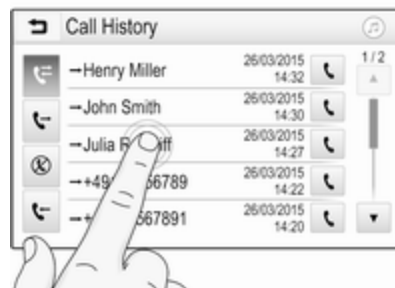 Call History
1/2
→Henry Miller 26/03/2015 14:32
→John Smith 26/03/2015 14:30
→Julia 26/03/2015 14:27
→+49 56789 26/03/2015 14:22
→+ 567891 26/03/2015 14:20